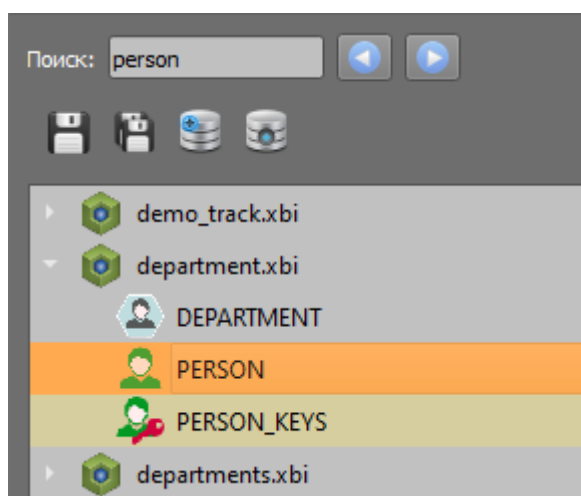 Поиск: person
demo_track.xbi
department.xbi
DEPARTMENT
PERSON
PERSON_KEYS
departments.xbi